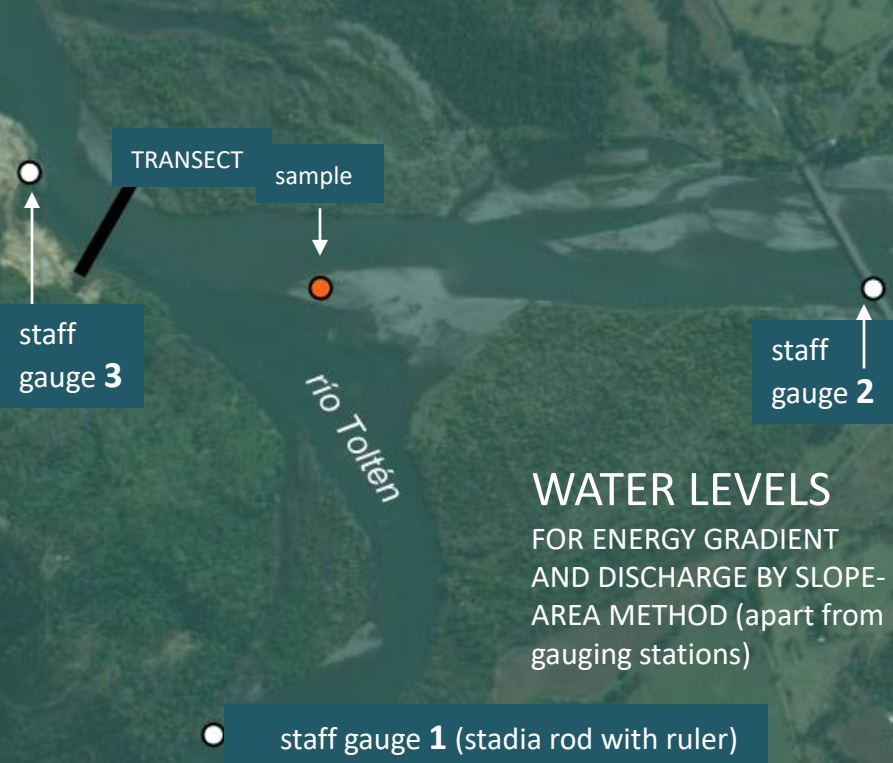 TRANSECT
sample
staff
gauge 3
staff
gauge 2
río Toltén
WATER LEVELS
FOR ENERGY GRADIENT
AND DISCHARGE BY SLOPE-
AREA METHOD (apart from
gauging stations)
staff gauge 1 (stadia rod with ruler)